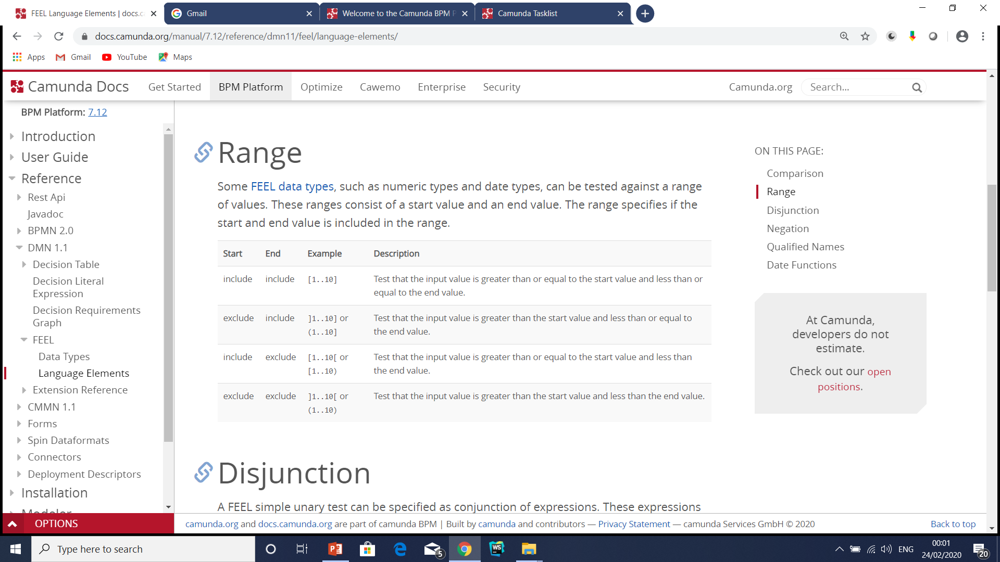 FEEL Language Elements | docs.c
Gmail
Welcome to the Camunda BPM P
Camunda Tasklist
docs.camunda.org/manual/7.12/reference/dmn11/feel/language-elements/
Apps
Gmail
YouTube
Maps
Camunda Docs
Get Started
BPM Platform
Optimize
Cawemo
Enterprise
Security
Camunda.org
Search...
BPM Platform: 7.12
Introduction
User Guide
Reference
Rest Api
Javadoc
BPMN 2.0
DMN 1.1
Decision Table
Decision Literal
Expression
Decision Requirements
Graph
FEEL
Data Types
Language Elements
Extension Reference
CMMN 1.1
Forms
Spin Dataformats
Connectors
Deployment Descriptors
Installation
Modeler
OPTIONS
Range
Some FEEL data types, such as numeric types and date types, can be tested against a range
of values. These ranges consist of a start value and an end value. The range specifies if the
start and end value is included in the range.
Start End Example Description
include include [1..10] Test that the input value is greater than or equal to the start value and less than or
equal to the end value.
exclude include ]1..10] or Test that the input value is greater than the start value and less than or equal to
(1..10] the end value.
include exclude [1..10[ or Test that the input value is greater than or equal to the start value and less than
[1..10) the end value.
exclude exclude ]1..10[ or Test that the input value is greater than the start value and less than the end value.
(1..10)
Disjunction
A FEEL simple unary test can be specified as conjunction of expressions. These expressions
ON THIS PAGE:
Comparison
Range
Disjunction
Negation
Qualified Names
Date Functions
At Camunda,
developers do not
estimate.
Check out our open
positions.
camunda.org and docs.camunda.org are part of camunda BPM | Built by camunda and contributors — Privacy Statement — camunda Services GmbH © 2020
Back to top
Type here to search
5
WS
ENG
00:01
24/02/2020
20